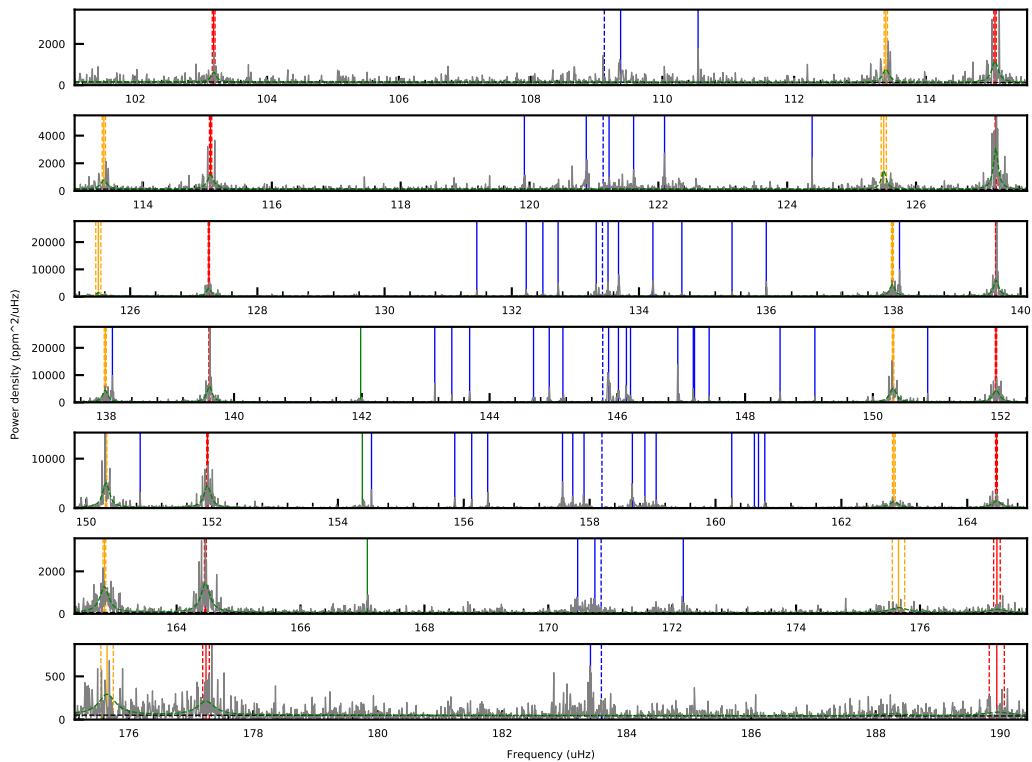 2000
0
102 104 106 108 110 112 114
4000
2000
0
114 116 118 120 122 124 126
20000
10000
0
126 128 130 132 134 136 138 140
20000
10000
0
138 140 142 144 146 148 150 152
10000
0
150 152 154 156 158 160 162 164
2000
0
164 166 168 170 172 174 176
500
0
176 178 180 182 184 186 188 190
Power density (ppm^2/uHz)
Frequency (uHz)